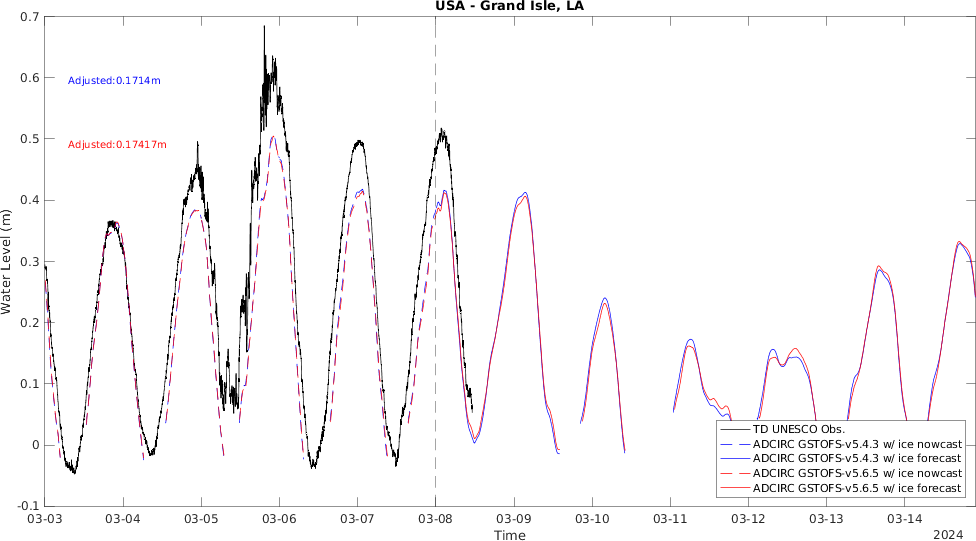 USA - Grand Isle, LA
0.7
0.6
0.5
0.4
0.3
0.2
0.1
0
-0.1
Water Level (m)
Adjusted:0.1714m
Adjusted:0.17417m
TD UNESCO Obs.
ADCIRC GSTOFS-v5.4.3 w/ ice nowcast
ADCIRC GSTOFS-v5.4.3 w/ ice forecast
ADCIRC GSTOFS-v5.6.5 w/ ice nowcast
ADCIRC GSTOFS-v5.6.5 w/ ice forecast
03-03 03-04 03-05 03-06 03-07 03-08 03-09 03-10 03-11 03-12 03-13 03-14
Time
2024